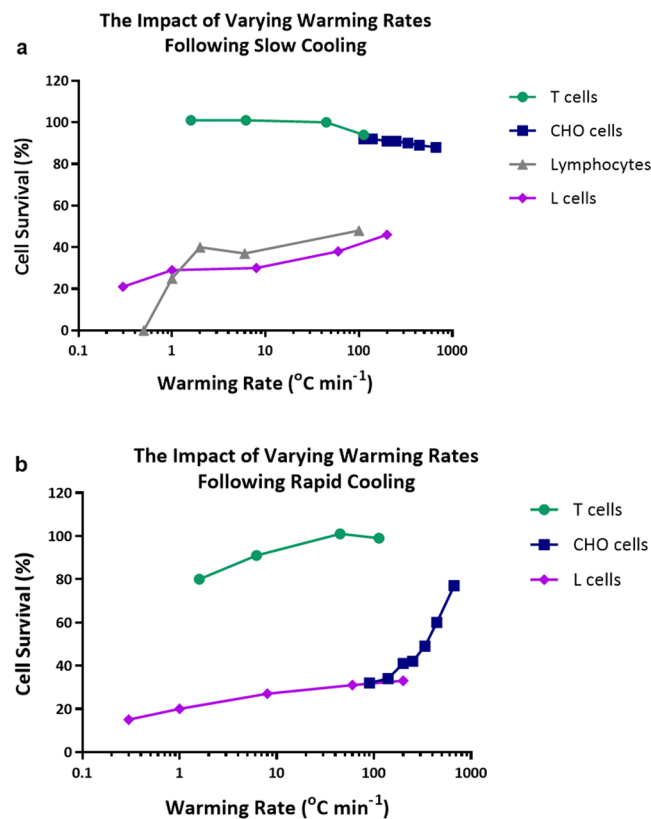 a
The Impact of Varying Warming Rates
Following Slow Cooling
Cell Survival (%)
120
100
80
60
40
20
0
0.1 1 10 100 1000
Warming Rate (°C min⁻¹)
T cells
CHO cells
Lymphocytes
L cells
b
The Impact of Varying Warming Rates
Following Rapid Cooling
Cell Survival (%)
120
100
80
60
40
20
0
0.1 1 10 100 1000
Warming Rate (°C min⁻¹)
T cells
CHO cells
L cells